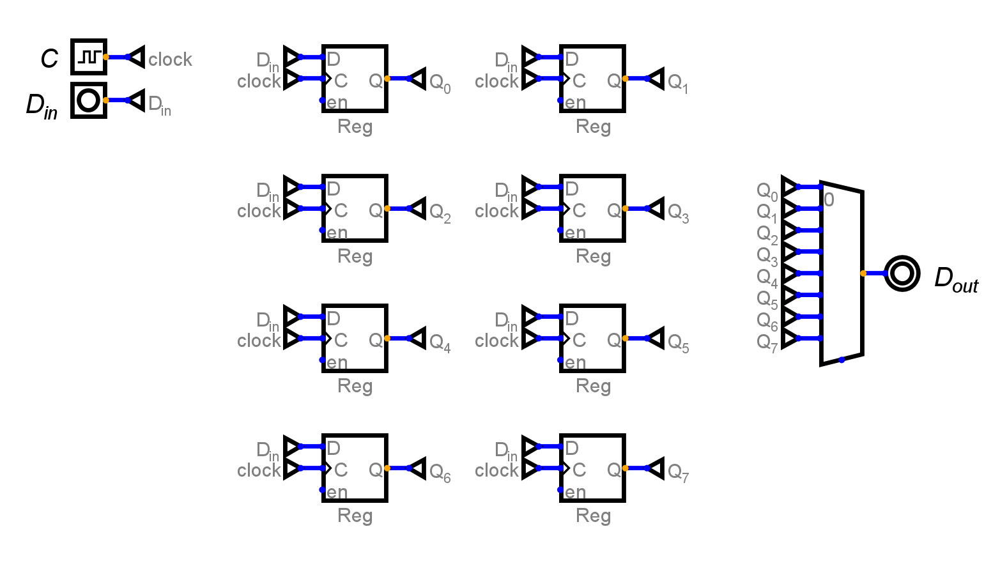 C
clock
D_in
D_in
D_in
clock
D
C
en
Q
Q_0
Reg
D_in
clock
D
C
en
Q
Q_1
Reg
D_in
clock
D
C
en
Q
Q_2
Reg
D_in
clock
D
C
en
Q
Q_3
Reg
D_in
clock
D
C
en
Q
Q_4
Reg
D_in
clock
D
C
en
Q
Q_5
Reg
D_in
clock
D
C
en
Q
Q_6
Reg
D_in
clock
D
C
en
Q
Q_7
Reg
Q_0
Q_1
Q_2
Q_3
Q_4
Q_5
Q_6
Q_7
0
D_out